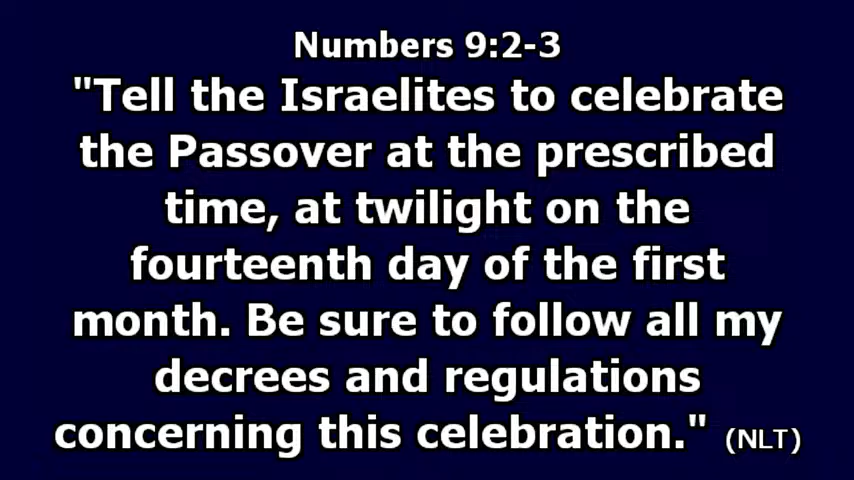 Numbers 9:2-3
"Tell the Israelites to celebrate
the Passover at the prescribed
time, at twilight on the
fourteenth day of the first
month. Be sure to follow all my
decrees and regulations
concerning this celebration." (NLT)